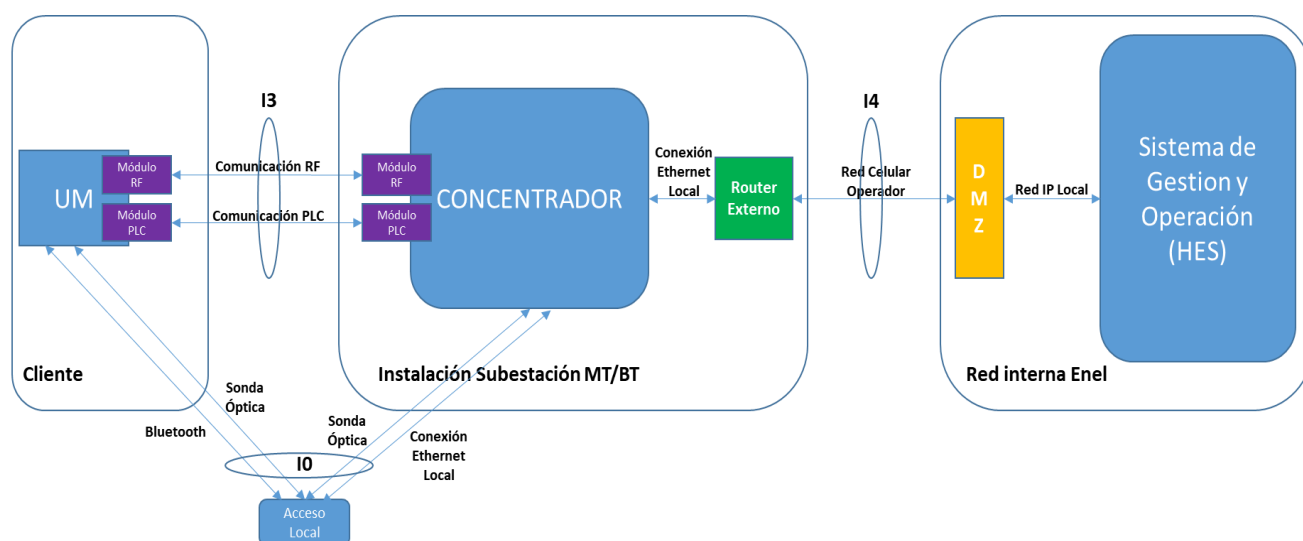 I3
I4
UM
Módulo
RF
Módulo
PLC
Comunicación RF
Comunicación PLC
Módulo
RF
Módulo
PLC
CONCENTRADOR
Conexión
Ethernet
Local
Router
Externo
Red Celular
Operador
D
M
Z
Red IP Local
Sistema de
Gestion y
Operación
(HES)
Cliente
Instalación Subestación MT/BT
Red interna Enel
Sonda
Óptica
Bluetooth
Sonda
Óptica
Conexión
Ethernet
Local
I0
Acceso
Local